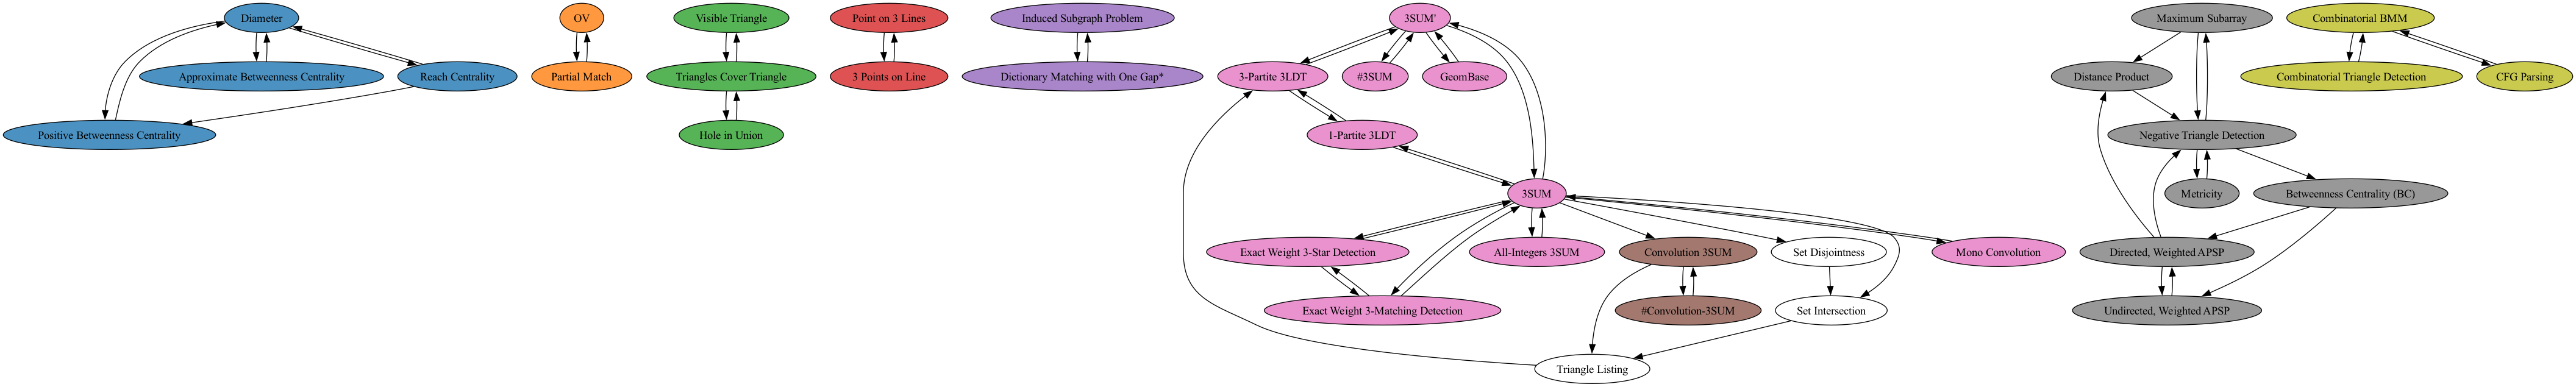 Diameter
OV
Visible Triangle
Point on 3 Lines
Induced Subgraph Problem
3SUM'
Maximum Subarray
Combinatorial BMM
Approximate Betweenness Centrality
Reach Centrality
Partial Match
Triangles Cover Triangle
3 Points on Line
Dictionary Matching with One Gap*
3-Partite 3LDT
#3SUM
GeomBase
Distance Product
Combinatorial Triangle Detection
CFG Parsing
Positive Betweenness Centrality
Hole in Union
1-Partite 3LDT
Negative Triangle Detection
3SUM
Metricity
Betweenness Centrality (BC)
Exact Weight 3-Star Detection
All-Integers 3SUM
Convolution 3SUM
Set Disjointness
Mono Convolution
Directed, Weighted APSP
Exact Weight 3-Matching Detection
#Convolution-3SUM
Set Intersection
Undirected, Weighted APSP
Triangle Listing